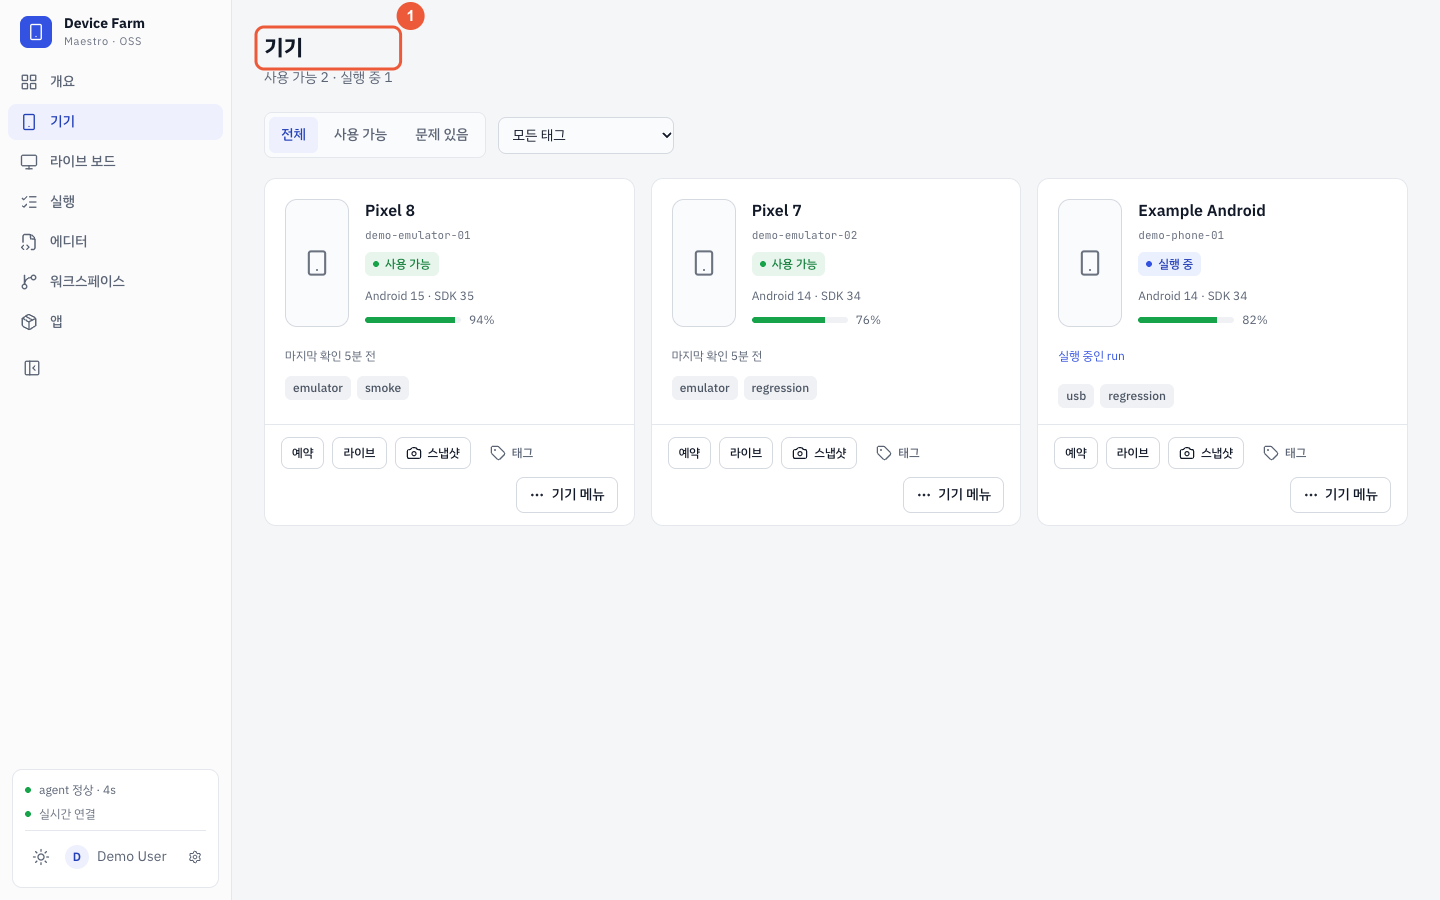 Device Farm
Maestro · OSS
개요
기기
라이브 보드
실행
에디터
워크스페이스
앱
agent 정상 · 4s
실시간 연결
D Demo User
1
기기
사용 가능 2 · 실행 중 1
전체 사용 가능 문제 있음 모든 태그
Pixel 8
demo-emulator-01
사용 가능
Android 15 · SDK 35
94%
마지막 확인 5분 전
emulator smoke
예약 라이브 스냅샷 태그
기기 메뉴
Pixel 7
demo-emulator-02
사용 가능
Android 14 · SDK 34
76%
마지막 확인 5분 전
emulator regression
예약 라이브 스냅샷 태그
기기 메뉴
Example Android
demo-phone-01
실행 중
Android 14 · SDK 34
82%
실행 중인 run
usb regression
예약 라이브 스냅샷 태그
기기 메뉴